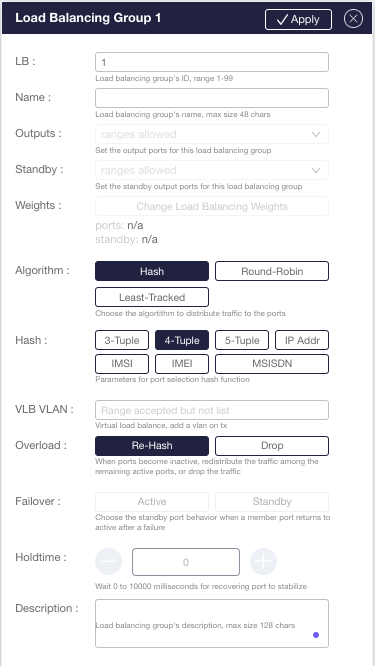 Load Balancing Group 1 Apply
LB : 1
Load balancing group's ID, range 1-99
Name :
Load balancing group's name, max size 48 chars
Outputs : ranges allowed
Set the output ports for this load balancing group
Standby : ranges allowed
Set the standby output ports for this load balancing group
Weights : Change Load Balancing Weights
ports: n/a
standby: n/a
Algorithm : Hash Round-Robin
Least-Tracked
Choose the algortithm to distribute traffic to the ports
Hash : 3-Tuple 4-Tuple 5-Tuple IP Addr
IMSI IMEI MSISDN
Parameters for port selection hash function
VLB VLAN : Range accepted but not list
Virtual load balance, add a vlan on tx
Overload : Re-Hash Drop
When ports become inactive, redistribute the traffic among the
remaining active ports, or drop the traffic
Failover : Active Standby
Choose the standby port behavior when a member port returns to
active after a failure
Holdtime : 0
Wait 0 to 10000 milliseconds for recovering port to stabilize
Description :
Load balancing group's description, max size 128 chars